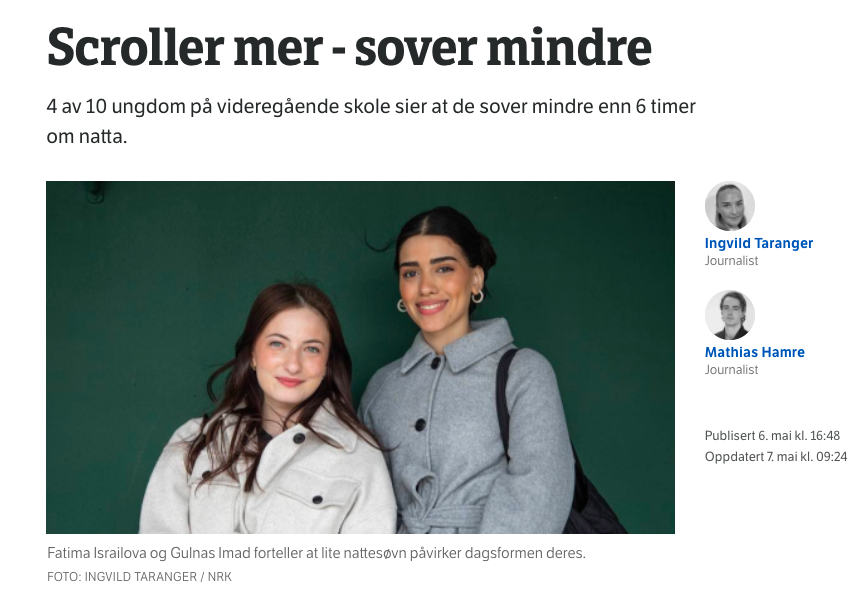 Scroller mer - sover mindre
4 av 10 ungdom på videregående skole sier at de sover mindre enn 6 timer
om natta.
Ingvild Taranger
Journalist
Mathias Hamre
Journalist
Publisert 6. mai kl. 16:48
Oppdatert 7. mai kl. 09:24
Fatima Israilova og Gulnas Imad forteller at lite nattesøvn påvirker dagsformen deres.
FOTO: INGVILD TARANGER / NRK